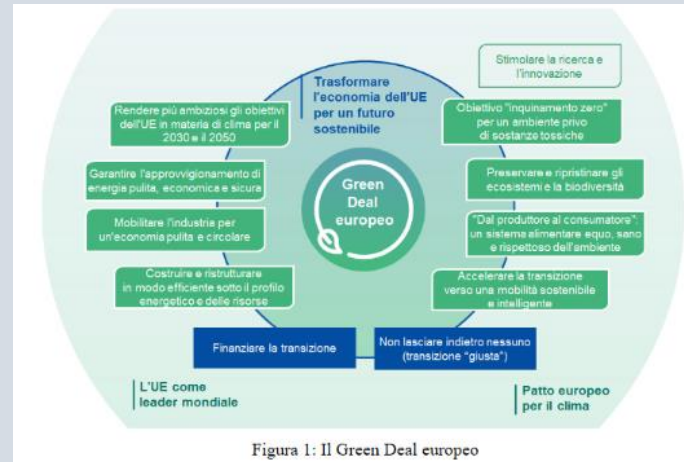 Trasformare
l'economia dell'UE
per un futuro
sostenibile
Stimolare la ricerca e
l'innovazione
Rendere più ambiziosi gli obiettivi
dell'UE in materia di clima per il
2030 e il 2050
Obiettivo "inquinamento zero"
per un ambiente privo
di sostanze tossiche
Garantire l'approvvigionamento di
energia pulita, economica e sicura
Preservare e ripristinare gli
ecosistemi e la biodiversità
Green
Deal
europeo
Mobilitare l'industria per
un'economia pulita e circolare
"Dal produttore al consumatore":
un sistema alimentare equo, sano
e rispettoso dell'ambiente
Costruire e ristrutturare
in modo efficiente sotto il profilo
energetico e delle risorse
Accelerare la transizione
verso una mobilità sostenibile
e intelligente
Finanziare la transizione
Non lasciare indietro nessuno
(transizione "giusta")
L'UE come
leader mondiale
Patto europeo
per il clima
Figura 1: Il Green Deal europeo